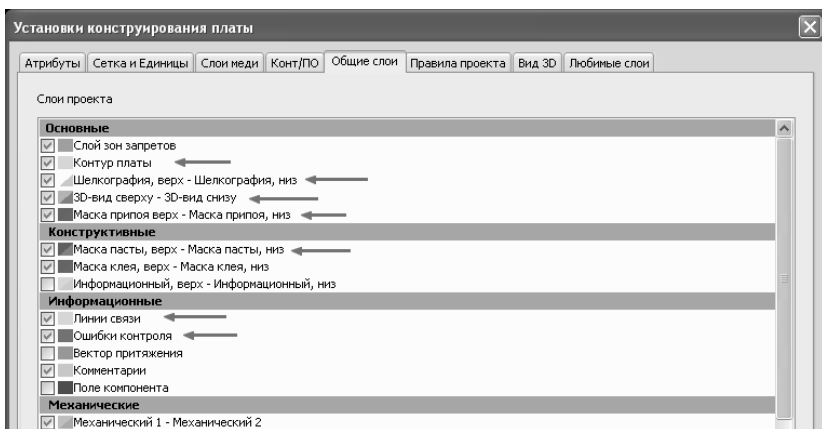 Установки конструирования платы
Атрибуты Сетка и Единицы Слои меди Конт/ПО Общие слои Правила проекта Вид 3D Любимые слои
Слои проекта
Основные
Слой зон запретов
Контур платы
Шелкография, верх - Шелкография, низ
3D-вид сверху - 3D-вид снизу
Маска припоя верх - Маска припоя, низ
Конструктивные
Маска пасты, верх - Маска пасты, низ
Маска клея, верх - Маска клея, низ
Информационный, верх - Информационный, низ
Информационные
Линии связи
Ошибки контроля
Вектор притяжения
Комментарии
Поле компонента
Механические
Механический 1 - Механический 2